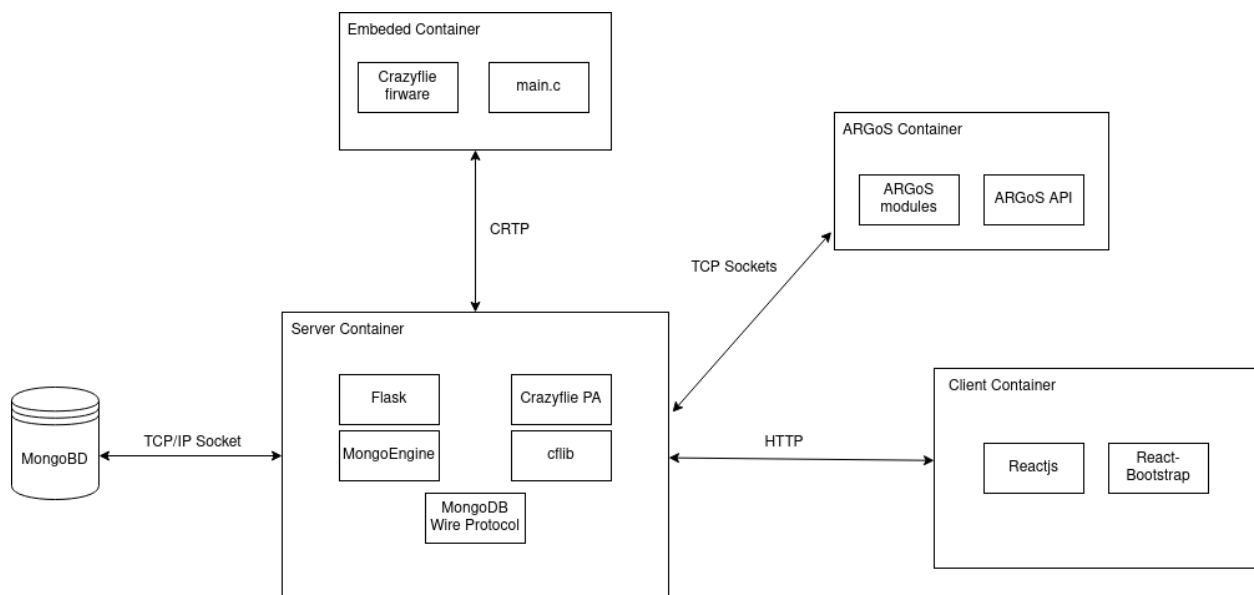 Embeded Container
Crazyflie
firware
main.c
CRTP
ARGoS Container
ARGoS
modules
ARGoS API
TCP Sockets
Server Container
Flask
Crazyflie PA
MongoEngine
cflib
MongoDB
Wire Protocol
MongoBD
TCP/IP Socket
HTTP
Client Container
Reactjs
React-
Bootstrap